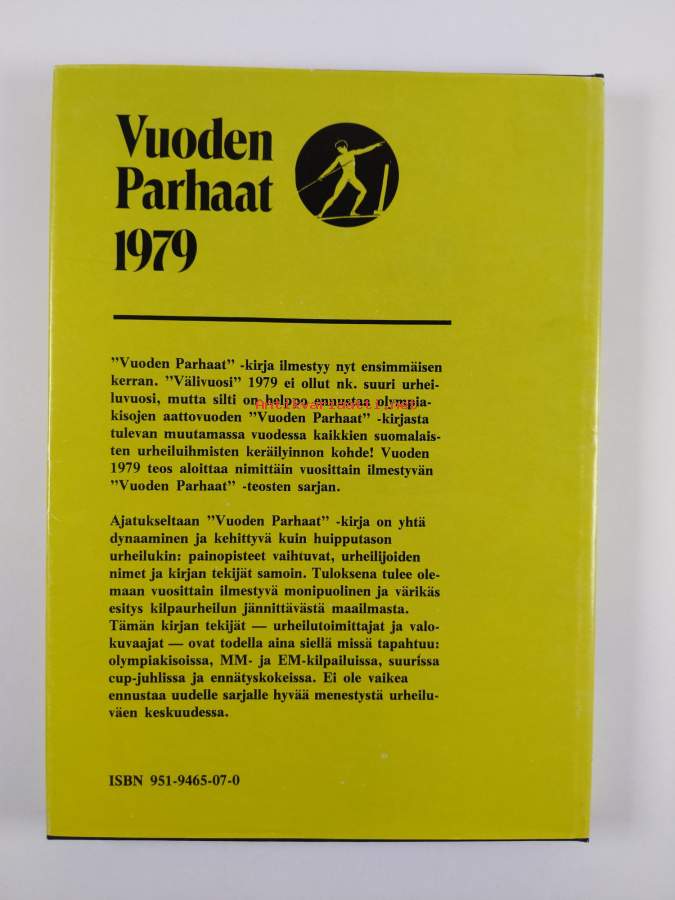 Vuoden
Parhaat
1979
”Vuoden Parhaat” -kirja ilmestyy nyt ensimmäisen
kerran. ”Välivuosi” 1979 ei ollut nk. suuri urhei-
luvuosi, mutta silti on helppo ennustaa olympia-
Antikvariaatti.net
kisojen aattovuoden ”Vuoden Parhaat” -kirjasta
tulevan muutamassa vuodessa kaikkien suomalais-
ten urheiluihmisten keräilyinnon kohde! Vuoden
1979 teos aloittaa nimittäin vuosittain ilmestyvän
”Vuoden Parhaat” -teosten sarjan.
Ajatukseltaan ”Vuoden Parhaat” -kirja on yhtä
dynaaminen ja kehittyvä kuin huipputason
urheilukin: painopisteet vaihtuvat, urheilijoiden
nimet ja kirjan tekijät samoin. Tuloksena tulee ole-
maan vuosittain ilmestyvä monipuolinen ja värikäs
esitys kilpaurheilun jännittävästä maailmasta.
Tämän kirjan tekijät — urheilutoimittajat ja valo-
kuvaajat — ovat todella aina siellä missä tapahtuu:
olympiakisoissa, MM- ja EM-kilpailuissa, suurissa
cup-juhlissa ja ennätyskokeissa. Ei ole vaikea
ennustaa uudelle sarjalle hyvää menestystä urheilu-
väen keskuudessa.
ISBN 951-9465-07-0